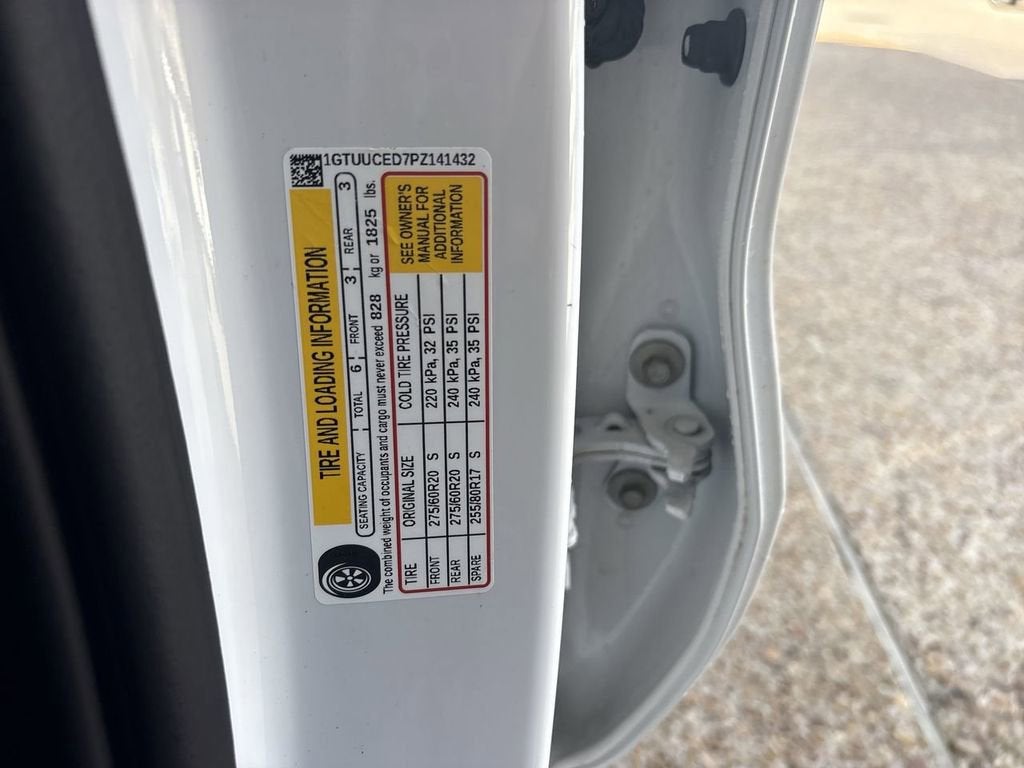 1GTUUCED7PZ141432
TIRE AND LOADING INFORMATION
SEATING CAPACITY TOTAL 6 FRONT 3 REAR 3
The combined weight of occupants and cargo must never exceed 828 kg or 1825 lbs.
TIRE ORIGINAL SIZE COLD TIRE PRESSURE
FRONT 275/60R20 S 220 kPa, 32 PSI
REAR 275/60R20 S 240 kPa, 35 PSI
SPARE 255/80R17 S 240 kPa, 35 PSI
SEE OWNER'S
MANUAL FOR
ADDITIONAL
INFORMATION